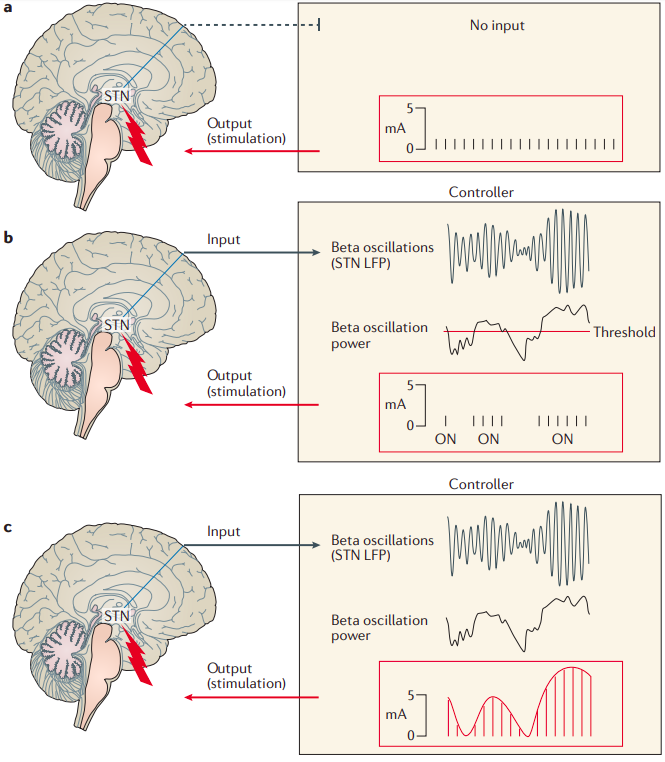 a
No input
STN
Output
(stimulation)
5
mA
0
Controller
b
Input
Beta oscillations
(STN LFP)
STN
Beta oscillation
power
Threshold
Output
(stimulation)
5
mA
0
ON ON ON
Controller
c
Input
Beta oscillations
(STN LFP)
STN
Beta oscillation
power
Output
(stimulation)
5
mA
0